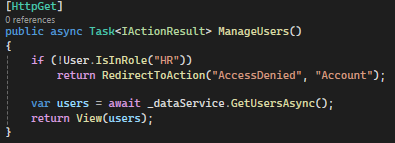 [HttpGet]
0 references
public async Task<IActionResult> ManageUsers()
{
if (!User.IsInRole("HR"))
return RedirectToAction("AccessDenied", "Account");
var users = await _dataService.GetUsersAsync();
return View(users);
}